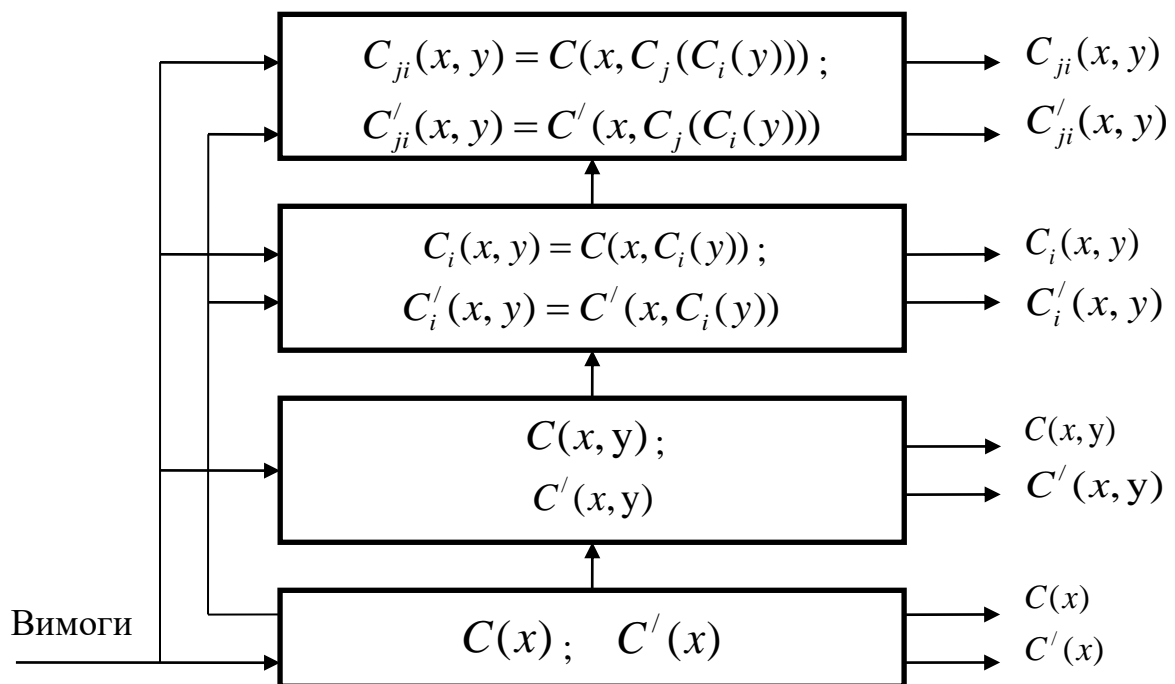 C_{ji}(x, y) = C(x, C_j(C_i(y))) ;
C^/_{ji}(x, y) = C^/(x, C_j(C_i(y)))
C_{ji}(x, y)
C^/_{ji}(x, y)
C_i(x, y) = C(x, C_i(y)) ;
C^/_i(x, y) = C^/(x, C_i(y))
C_i(x, y)
C^/_i(x, y)
C(x, y) ;
C^/(x, y)
C(x, y)
C^/(x, y)
Вимоги
C(x) ; C^/(x)
C(x)
C^/(x)